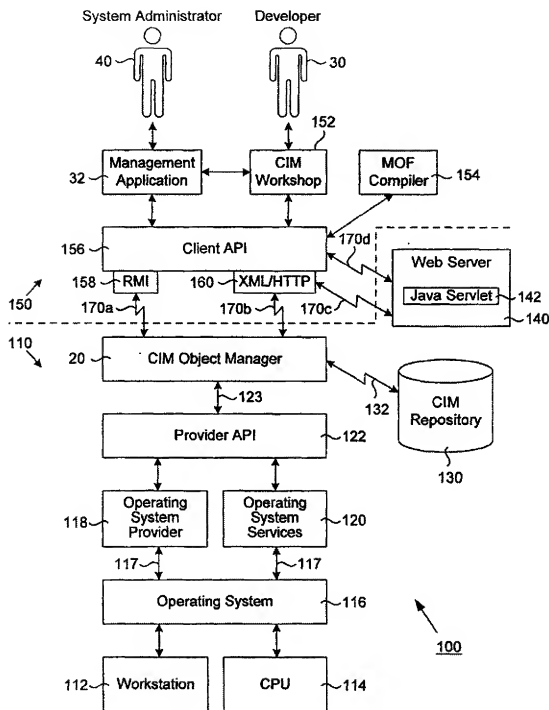 System Administrator
Developer
40
30
152
Management
Application
32
CIM
Workshop
MOF
Compiler
154
156
Client API
170d
158
RMI
160
XML/HTTP
Web Server
Java Servlet
142
140
150
170a
170b
170c
110
20
CIM Object Manager
123
132
CIM
Repository
130
Provider API
122
118
Operating
System
Provider
Operating
System
Services
120
117
117
Operating System
116
100
112
Workstation
CPU
114